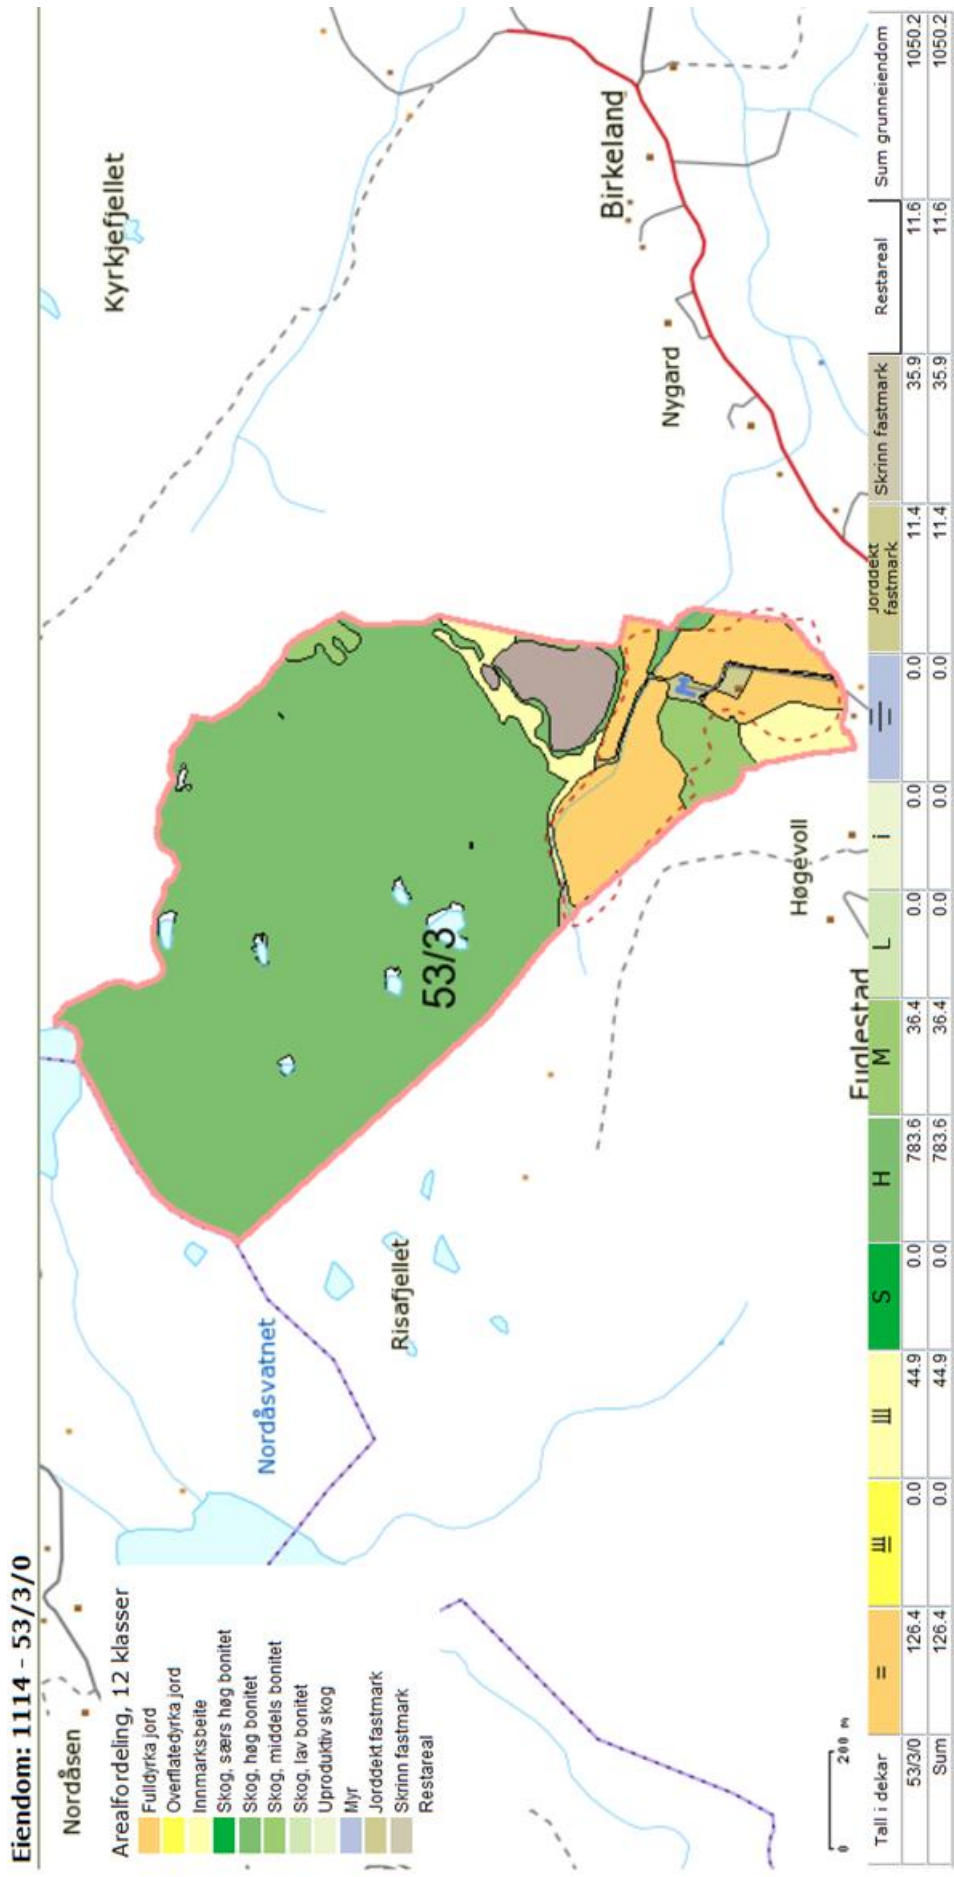 Eiendom: 1114 - 53/3/0
Nordåsen
Kyrkjefjellet
Arealfordeling, 12 klasser
Fulldyrka jord
Overflatedyrka jord
Innmarksbeite
Skog, særs høg bonitet
Skog, høg bonitet
Skog, middels bonitet
Skog, lav bonitet
Uproduktiv skog
Myr
Jorddekt fastmark
Skrinn fastmark
Restareal
Nordåsvatnet
Risafjellet
53/3
Birkeland
Nygard
Høgevoll
Fuglestad
0 200 m
Tall i dekar S H M L i Jorddekt fastmark Skrinn fastmark Restareal Sum grunneiendom
53/3/0 126.4 0.0 44.9 0.0 783.6 36.4 0.0 0.0 0.0 11.4 35.9 11.6 1050.2
Sum 126.4 0.0 44.9 0.0 783.6 36.4 0.0 0.0 0.0 11.4 35.9 11.6 1050.2